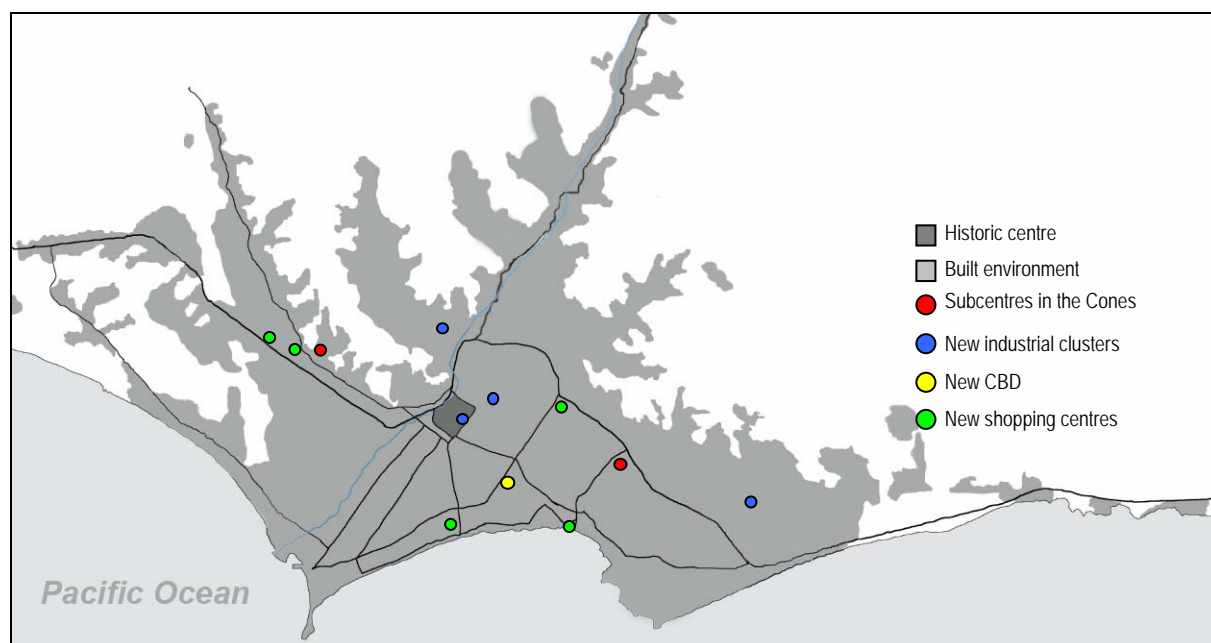 Historic centre
Built environment
Subcentres in the Cones
New industrial clusters
New CBD
New shopping centres
Pacific Ocean